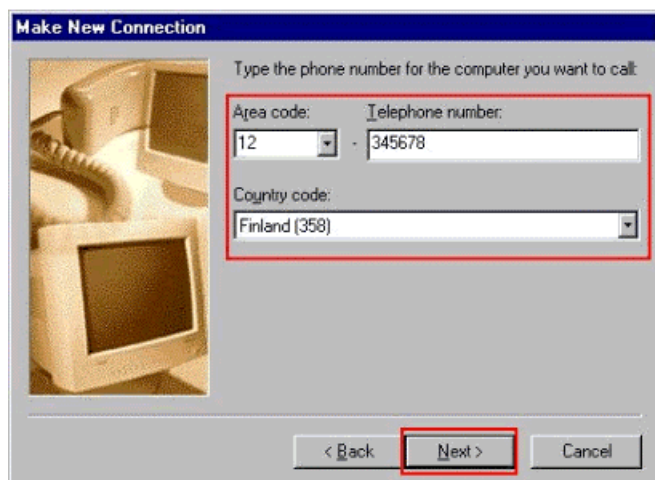 Make New Connection
Type the phone number for the computer you want to call:
Area code: Telephone number:
12 - 345678
Country code:
Finland (358)
< Back Next > Cancel